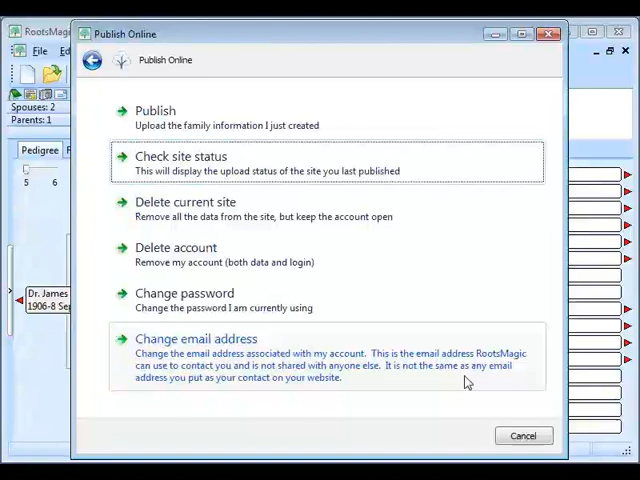 RootsMag
Publish Online
File
Ed
Publish Online
Spouses: 2
Parents: 1
Pedigree
F
5 6
Dr. James
1906-8 Sep
Publish
Upload the family information I just created
Check site status
This will display the upload status of the site you last published
Delete current site
Remove all the data from the site, but keep the account open
Delete account
Remove my account (both data and login)
Change password
Change the password I am currently using
Change email address
Change the email address associated with my account. This is the email address RootsMagic
can use to contact you and is not shared with anyone else. It is not the same as any email
address you put as your contact on your website.
Cancel